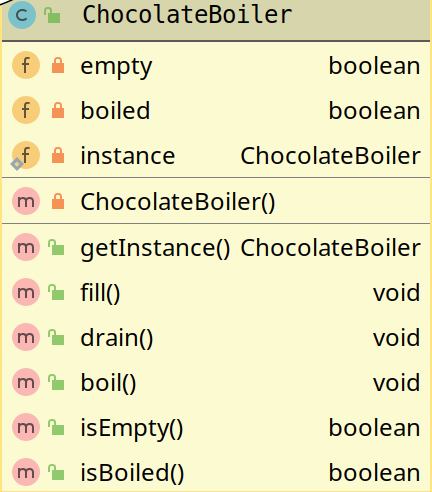 C ChocolateBoiler
f empty boolean
f boiled boolean
f instance ChocolateBoiler
m ChocolateBoiler()
m getInstance() ChocolateBoiler
m fill() void
m drain() void
m boil() void
m isEmpty() boolean
m isBoiled() boolean